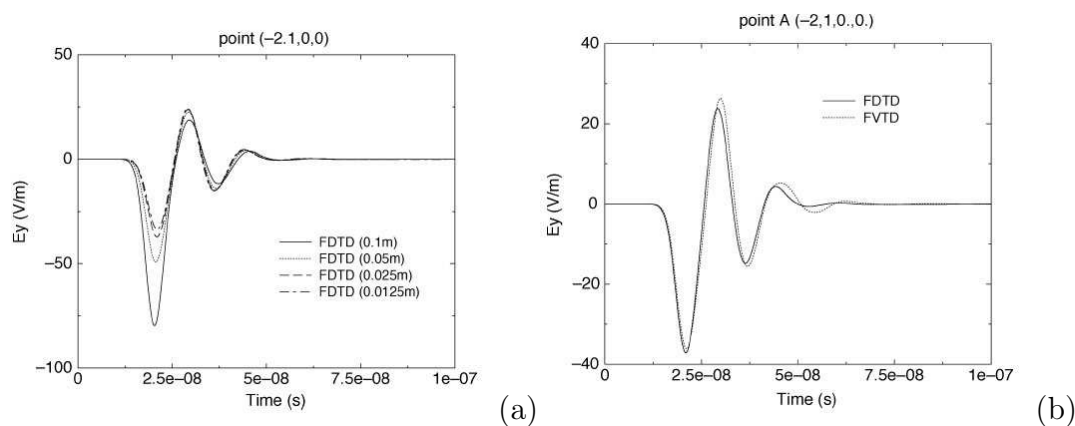 point (–2.1,0,0)
50
0
–50
–100
Ey (V/m)
FDTD (0.1m)
FDTD (0.05m)
FDTD (0.025m)
FDTD (0.0125m)
0
2.5e-08
5e-08
7.5e-08
1e-07
Time (s)
(a)
point A (–2,1,0.,0.)
40
20
0
–20
–40
Ey (V/m)
FDTD
FVTD
0
2.5e-08
5e-08
7.5e-08
1e-07
Time (s)
(b)